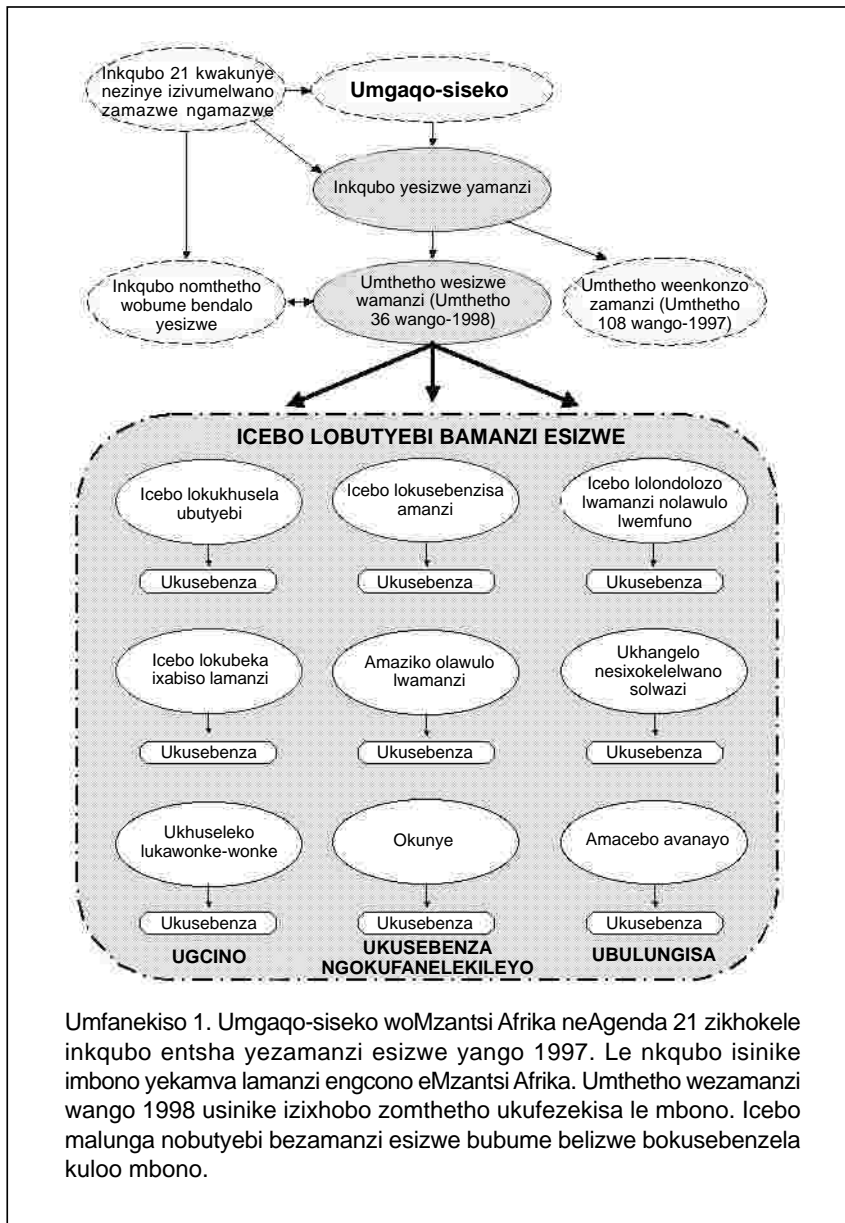 Inkqubo 21 kwakunye
nezinye izivumelwano
zamazwe ngamazwe
Umgaqo-siseko
Inkqubo yesizwe yamanzi
Inkqubo nomthetho
wobume bendalo
yesizwe
Umthetho wesizwe
wamanzi (Umthetho
36 wango-1998)
Umthetho weenkonzo
zamanzi (Umthetho
108 wango-1997)
ICEBO LOBUTYEBI BAMANZI ESIZWE
Icebo lokukhusela
ubutyebi
Icebo lokusebenzisa
amanzi
Icebo lolondolozo
lwamanzi nolawulo
lwemfuno
Ukusebenza
Ukusebenza
Ukusebenza
Icebo lokubeka
ixabiso lamanzi
Amaziko olawulo
lwamanzi
Ukhangelo
nesixokelelwano
solwazi
Ukusebenza
Ukusebenza
Ukusebenza
Ukhuseleko
lukawonke-wonke
Okunye
Amacebo avanayo
Ukusebenza
Ukusebenza
Ukusebenza
UGCINO
UKUSEBENZA
NGOKUFANELEKILEYO
UBULUNGISA
Umfanekiso 1. Umgaqo-siseko woMzantsi Afrika neAgenda 21 zikhokele
inkqubo entsha yezamanzi esizwe yango 1997. Le nkqubo isinike
imbono yekamva lamanzi engcono eMzantsi Afrika. Umthetho wezamanzi
wango 1998 usinike izixhobo zomthetho ukufezekisa le mbono. Icebo
malunga nobutyebi bezamanzi esizwe bubume belizwe bokusebenzela
kuloo mbono.